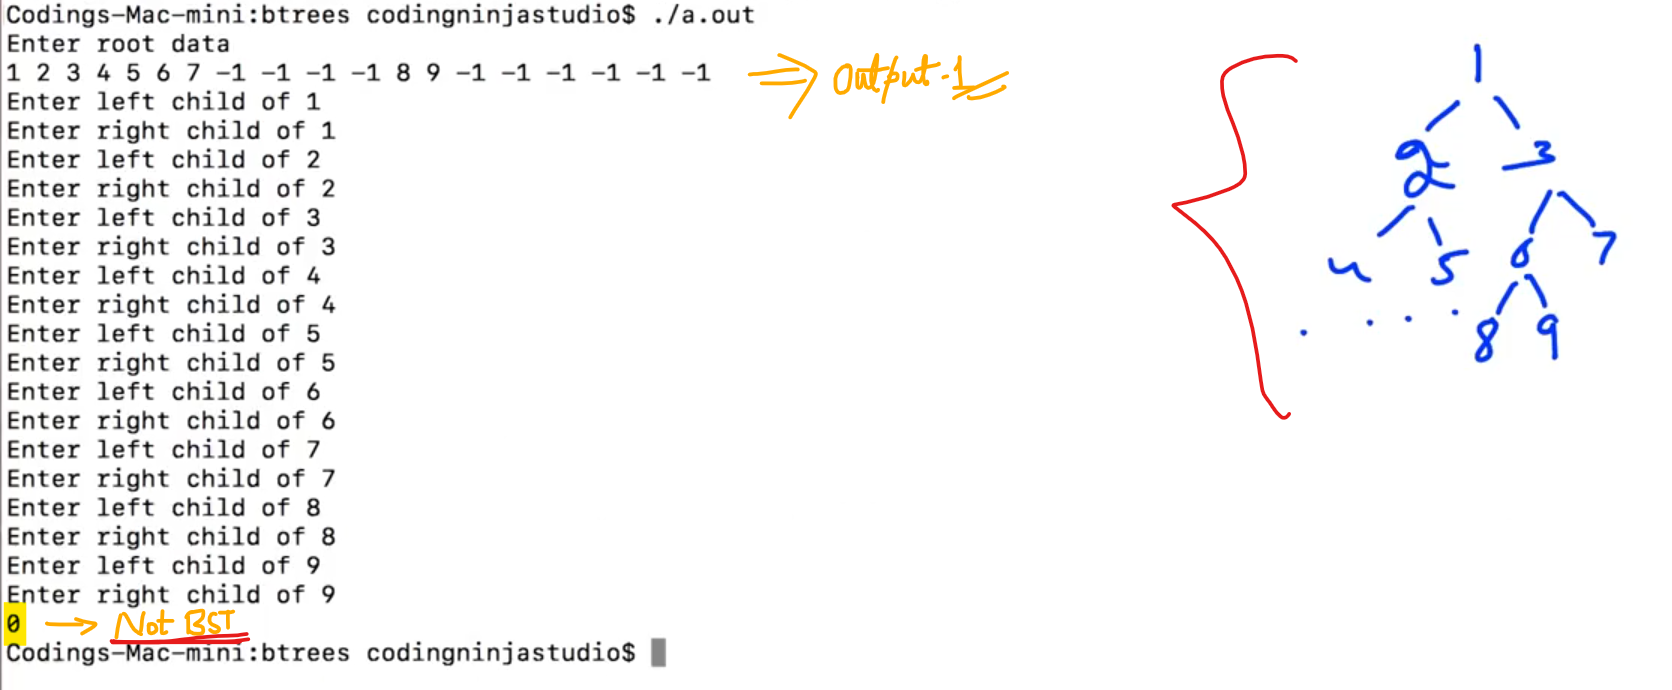 Codings-Mac-mini:btrees codingninjastudio$ ./a.out
Enter root data
1 2 3 4 5 6 7 -1 -1 -1 -1 8 9 -1 -1 -1 -1 -1 -1 ⇒ Output-1
Enter left child of 1
Enter right child of 1
Enter left child of 2
Enter right child of 2
Enter left child of 3
Enter right child of 3
Enter left child of 4
Enter right child of 4
Enter left child of 5
Enter right child of 5
Enter left child of 6
Enter right child of 6
Enter left child of 7
Enter right child of 7
Enter left child of 8
Enter right child of 8
Enter left child of 9
Enter right child of 9
0 → Not BST
Codings-Mac-mini:btrees codingninjastudio$
1
2 3
4 5 6 7
8 9